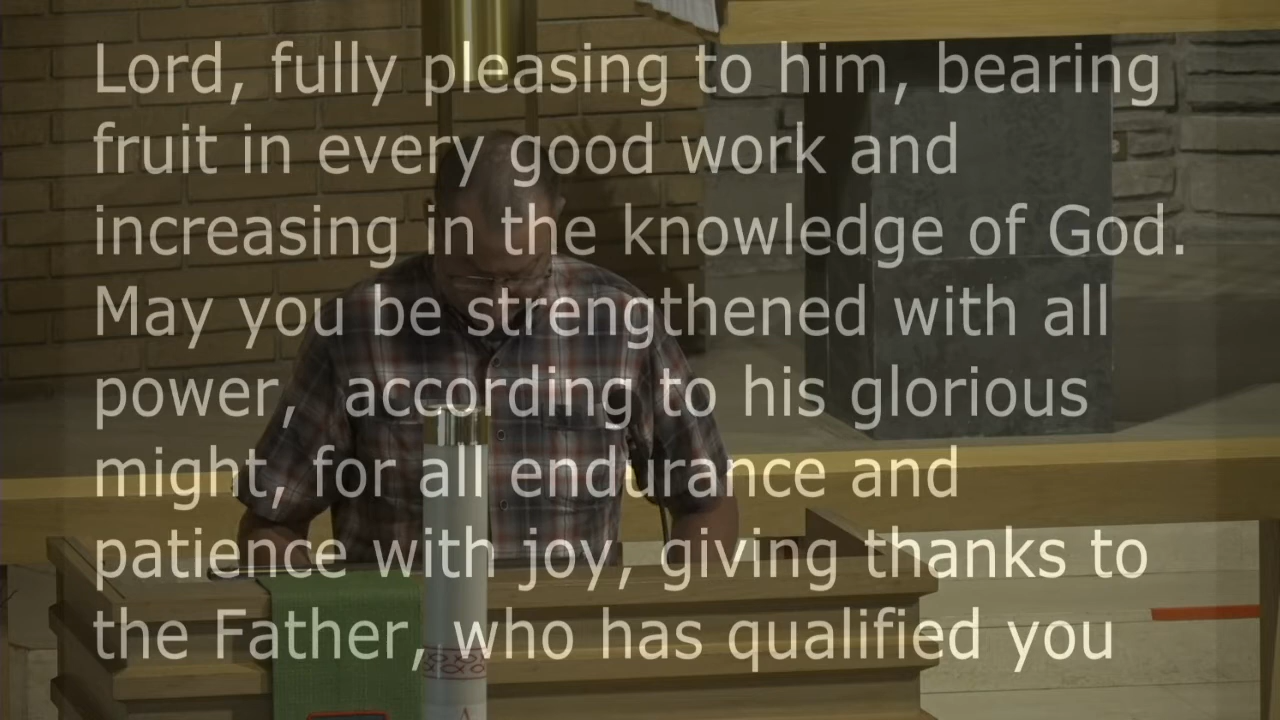 Lord, fully pleasing to him, bearing
fruit in every good work and
increasing in the knowledge of God.
May you be strengthened with all
power, according to his glorious
might, for all endurance and
patience with joy, giving thanks to
the Father, who has qualified you
A